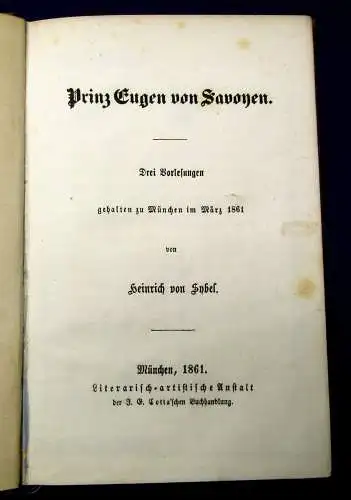 Prinz Eugen von Savoyen.
Drei Vorlesungen
gehalten zu München im März 1861
von
Heinrich von Sybel.
München, 1861.
Literarisch-artistische Anstalt
der J. G. Cotta'schen Buchhandlung.